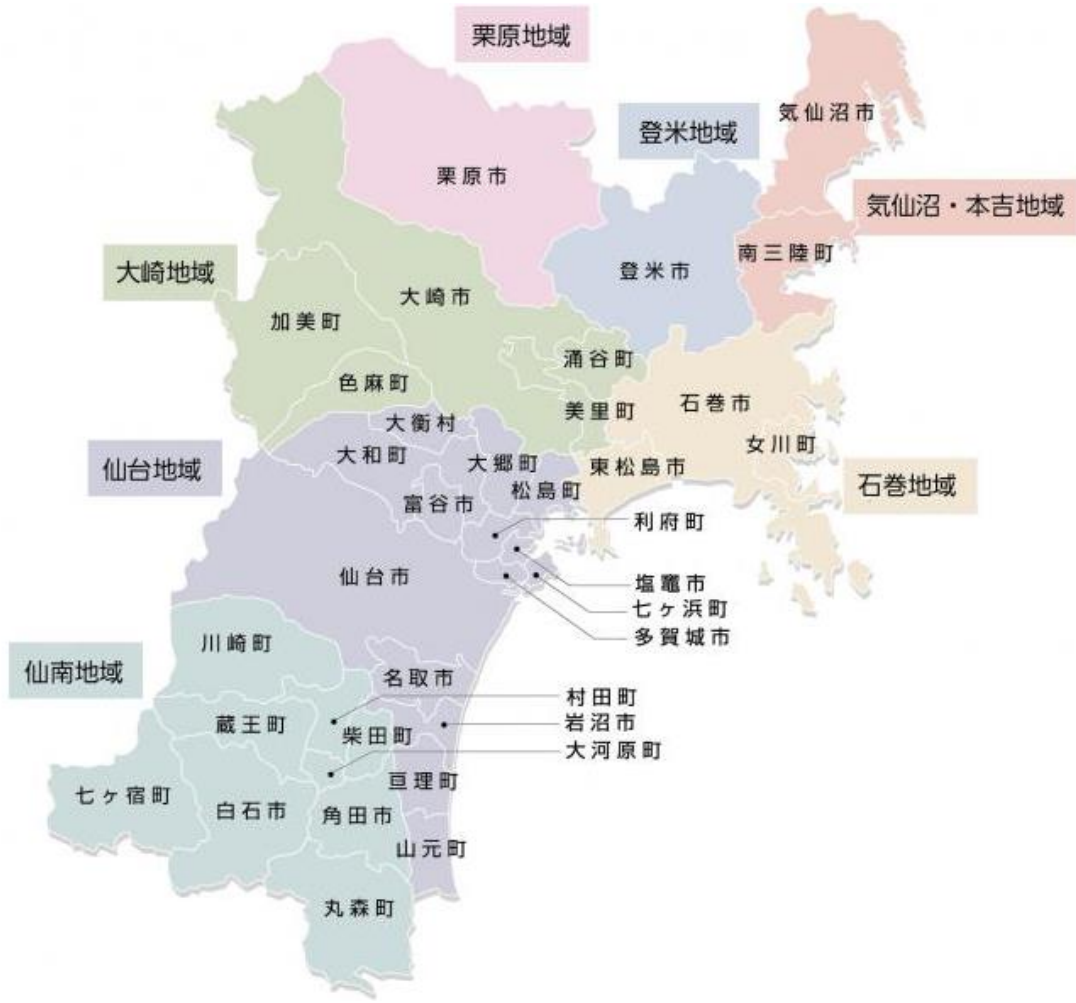 栗原地域
気仙沼市
登米地域
栗原市
気仙沼・本吉地域
南三陸町
登米市
大崎地域
大崎市
加美町
涌谷町
色麻町
美里町
石巻市
大衡村
女川町
大和町
大郷町
東松島市
仙台地域
松島町
石巻地域
富谷市
利府町
仙台市
塩竈市
七ヶ浜町
多賀城市
川崎町
仙南地域
名取市
村田町
蔵王町
柴田町
岩沼市
大河原町
亘理町
七ヶ宿町
白石市
角田市
山元町
丸森町